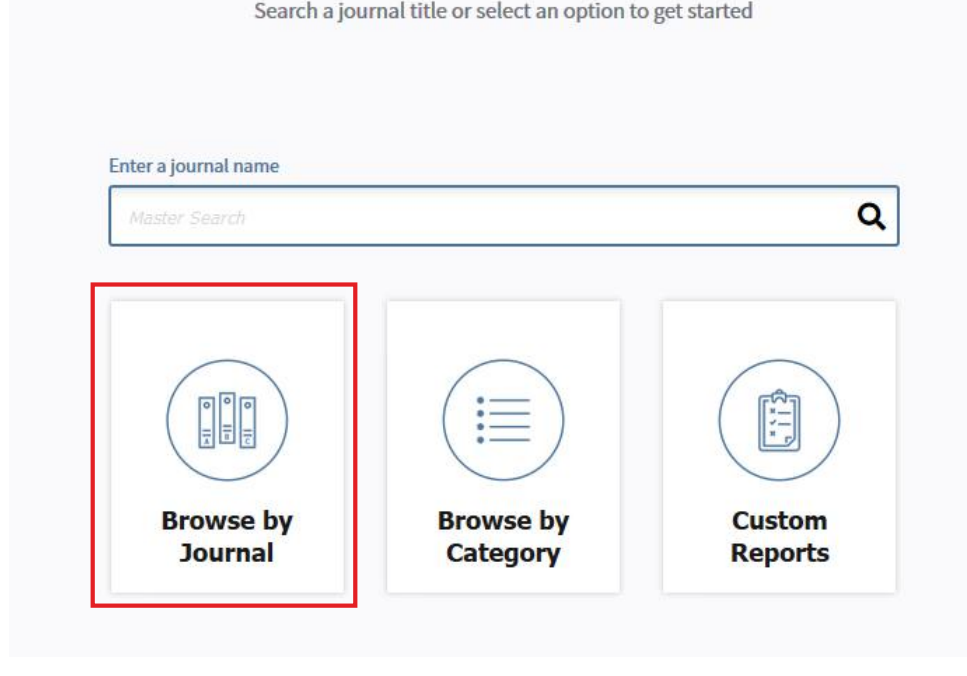 Search a journal title or select an option to get started
Enter a journal name
Master Search
A B C
Browse by
Journal
Browse by
Category
Custom
Reports